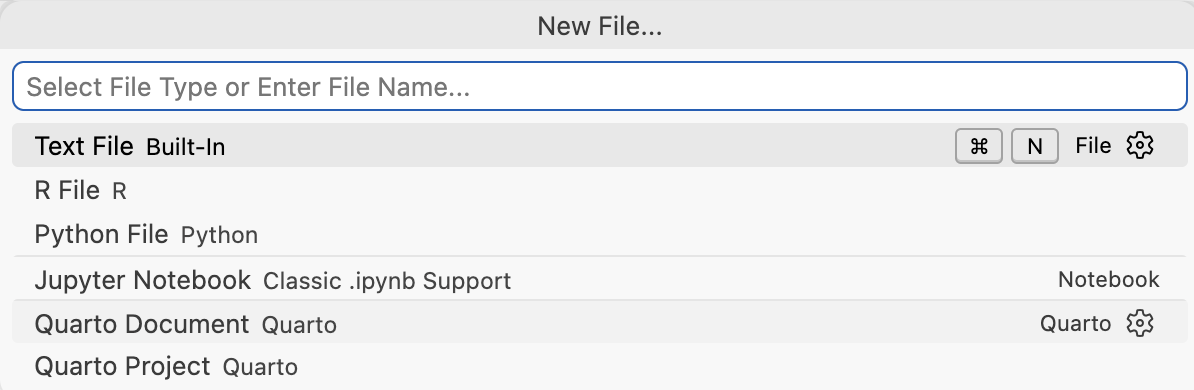 New File...
Select File Type or Enter File Name...
Text File Built-In ⌘ N File
R File R
Python File Python
Jupyter Notebook Classic .ipynb Support Notebook
Quarto Document Quarto Quarto
Quarto Project Quarto